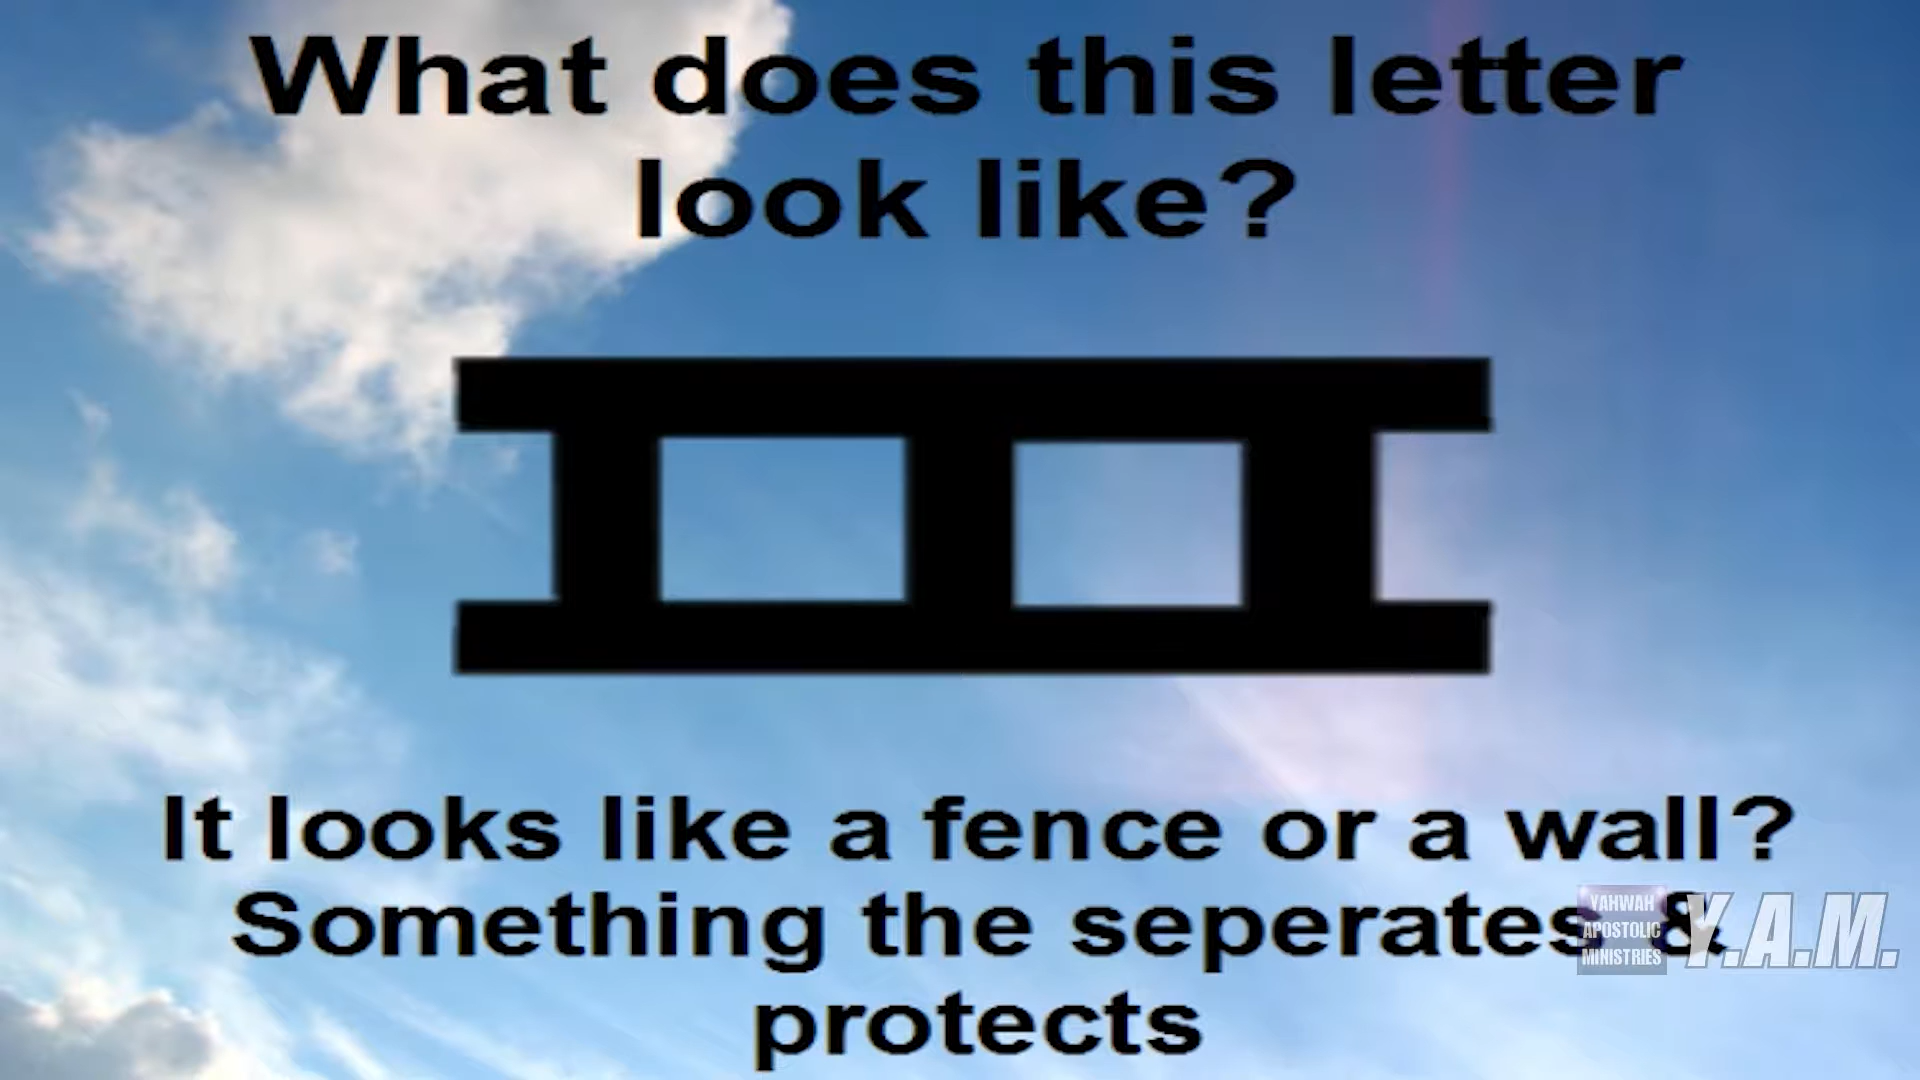 What does this letter
look like?
It looks like a fence or a wall?
Something the seperates &
protects
YAHWAH
APOSTOLIC
MINISTRIES
Y.A.M.